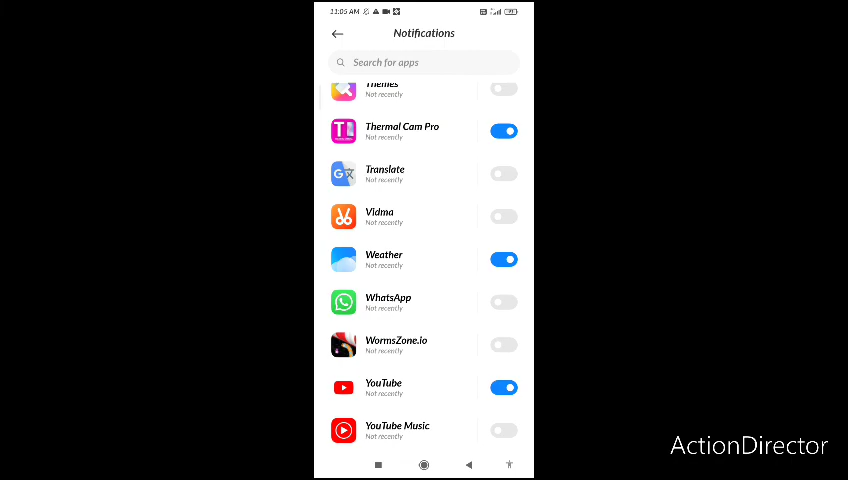 11:05 AM
Notifications
Search for apps
Themes
Not recently
Thermal Cam Pro
Not recently
Translate
Not recently
Vidma
Not recently
Weather
Not recently
WhatsApp
Not recently
WormsZone.io
Not recently
YouTube
Not recently
YouTube Music
Not recently
ActionDirector